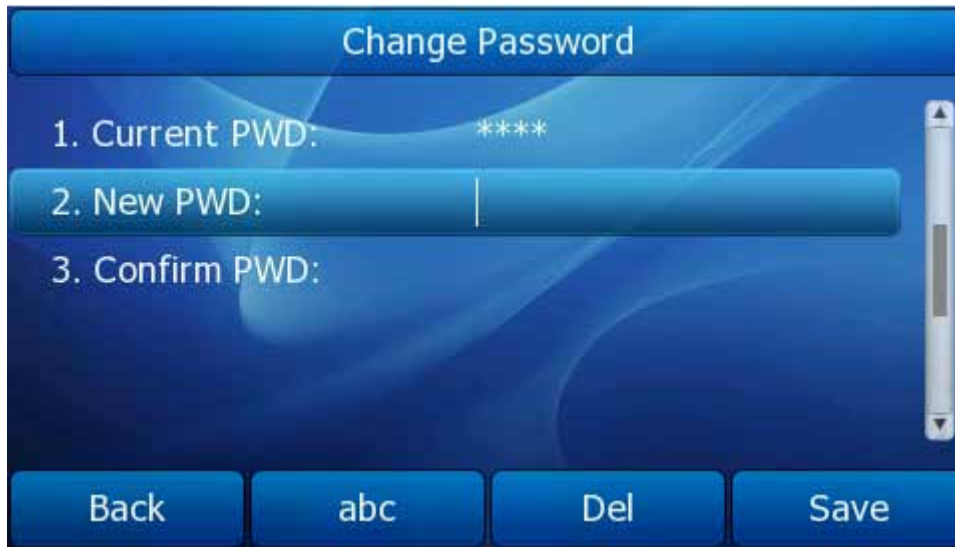 Change Password
1. Current PWD: ****
2. New PWD:
3. Confirm PWD:
Back abc Del Save